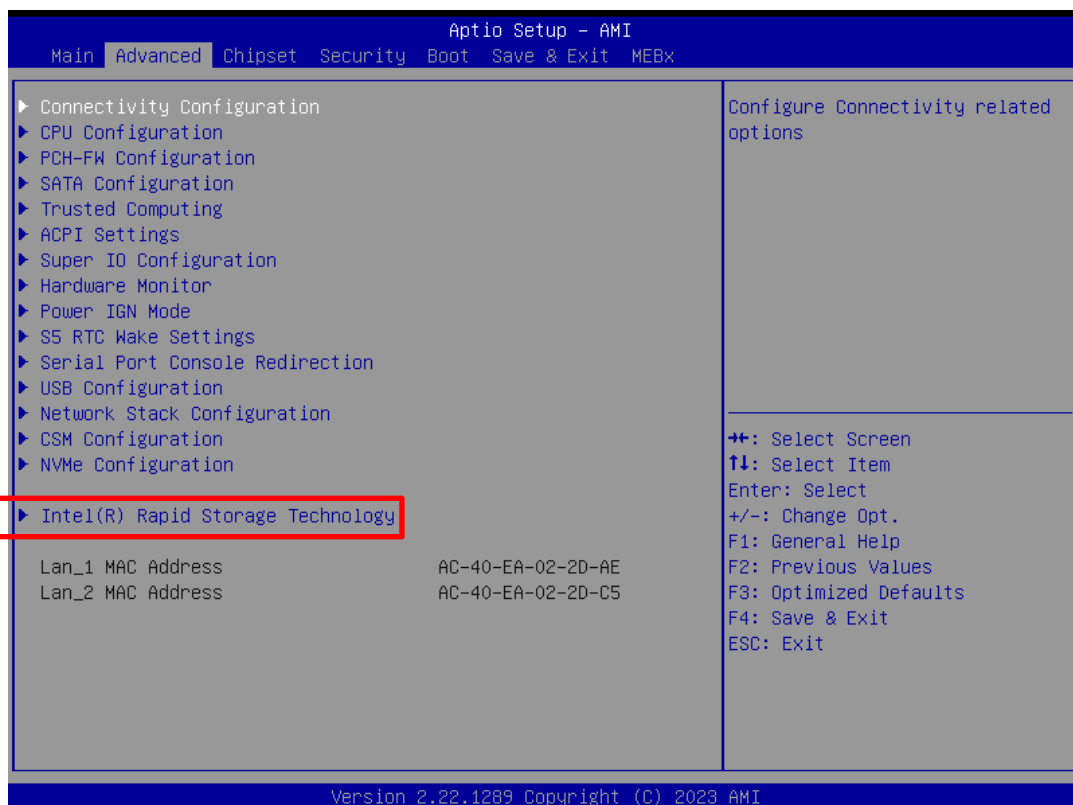 Aptio Setup – AMI
Main Advanced Chipset Security Boot Save & Exit MEBx
Connectivity Configuration
CPU Configuration
PCH-FW Configuration
SATA Configuration
Trusted Computing
ACPI Settings
Super IO Configuration
Hardware Monitor
Power IGN Mode
S5 RTC Wake Settings
Serial Port Console Redirection
USB Configuration
Network Stack Configuration
CSM Configuration
NVMe Configuration
Intel(R) Rapid Storage Technology
Lan_1 MAC Address AC-40-EA-02-2D-AE
Lan_2 MAC Address AC-40-EA-02-2D-C5
Configure Connectivity related
options
→←: Select Screen
↑↓: Select Item
Enter: Select
+/-: Change Opt.
F1: General Help
F2: Previous Values
F3: Optimized Defaults
F4: Save & Exit
ESC: Exit
Version 2.22.1289 Copyright (C) 2023 AMI